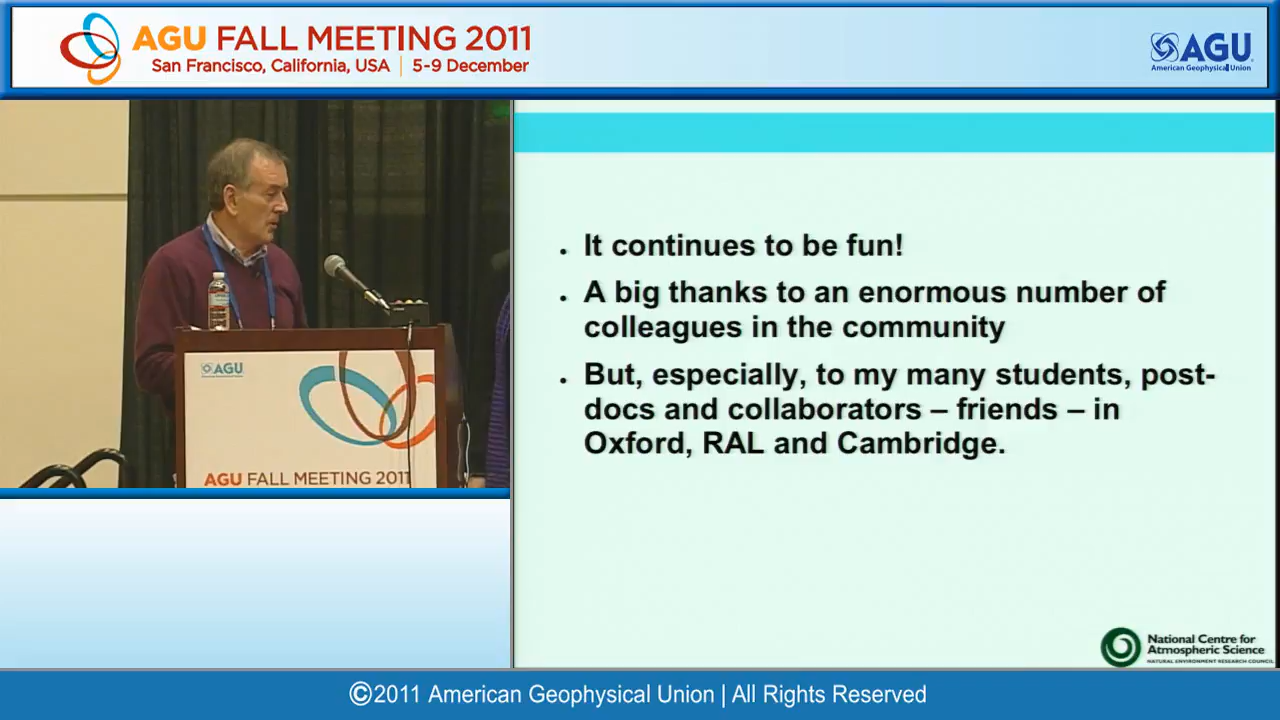 AGU FALL MEETING 2011
San Francisco, California, USA | 5-9 December
AGU
American Geophysical Union
AGU
AGU FALL MEETING 2011
• It continues to be fun!
• A big thanks to an enormous number of
colleagues in the community
• But, especially, to my many students, post-
docs and collaborators – friends – in
Oxford, RAL and Cambridge.
National Centre for
Atmospheric Science
NATURAL ENVIRONMENT RESEARCH COUNCIL
©2011 American Geophysical Union | All Rights Reserved